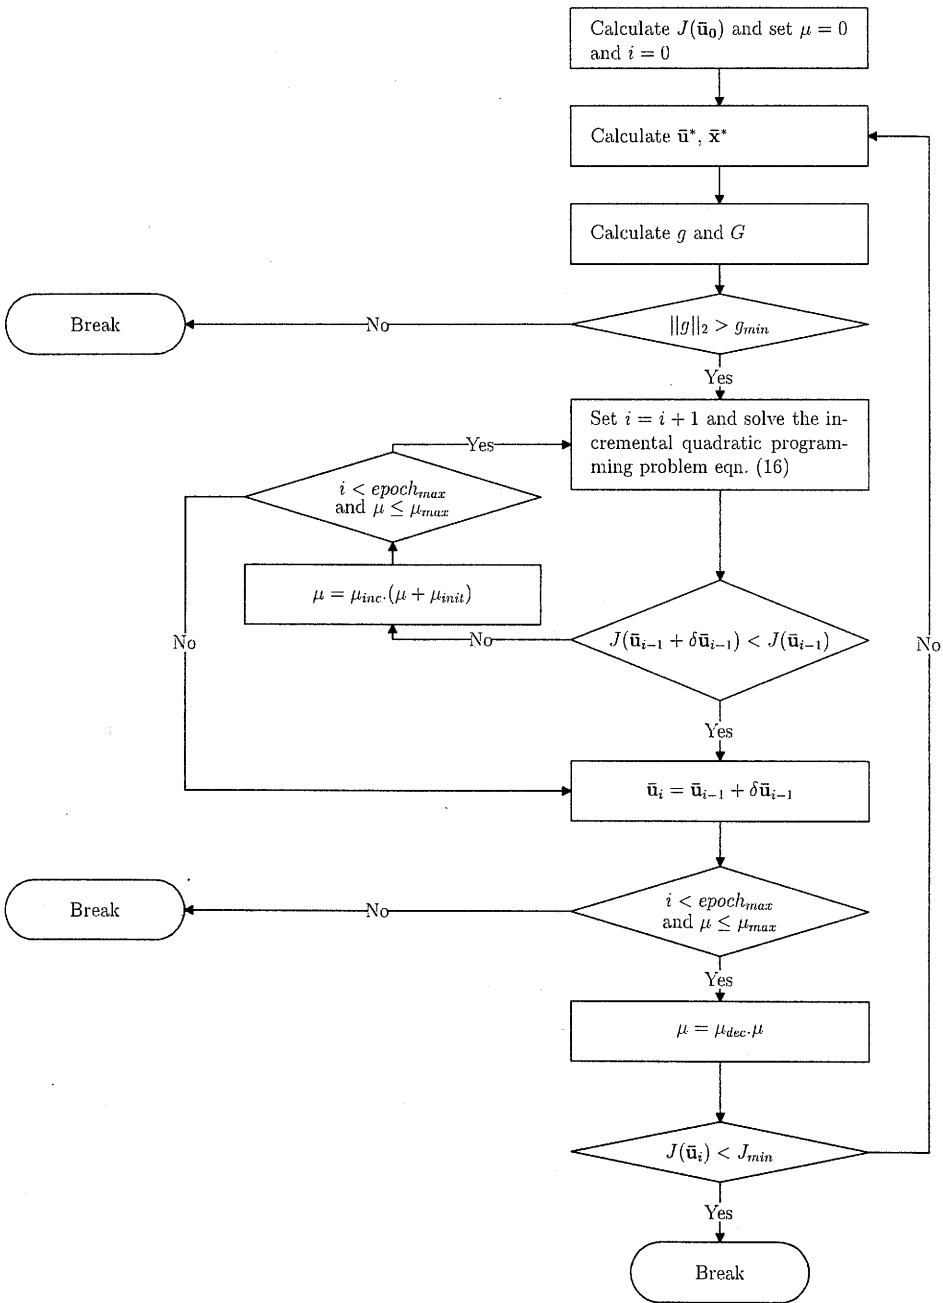 Calculate J(ū₀) and set μ = 0
and i = 0
Calculate ū*, x̄*
Calculate g and G
Break
No
||g||₂ > g_min
Yes
Set i = i + 1 and solve the in-
cremental quadratic program-
ming problem eqn. (16)
Yes
i < epoch_max
and μ ≤ μ_max
μ = μ_inc.(μ + μ_init)
No
No
J(ū_{i−1} + δū_{i−1}) < J(ū_{i−1})
No
Yes
ū_i = ū_{i−1} + δū_{i−1}
Break
No
i < epoch_max
and μ ≤ μ_max
Yes
μ = μ_dec.μ
J(ū_i) < J_min
Yes
Break